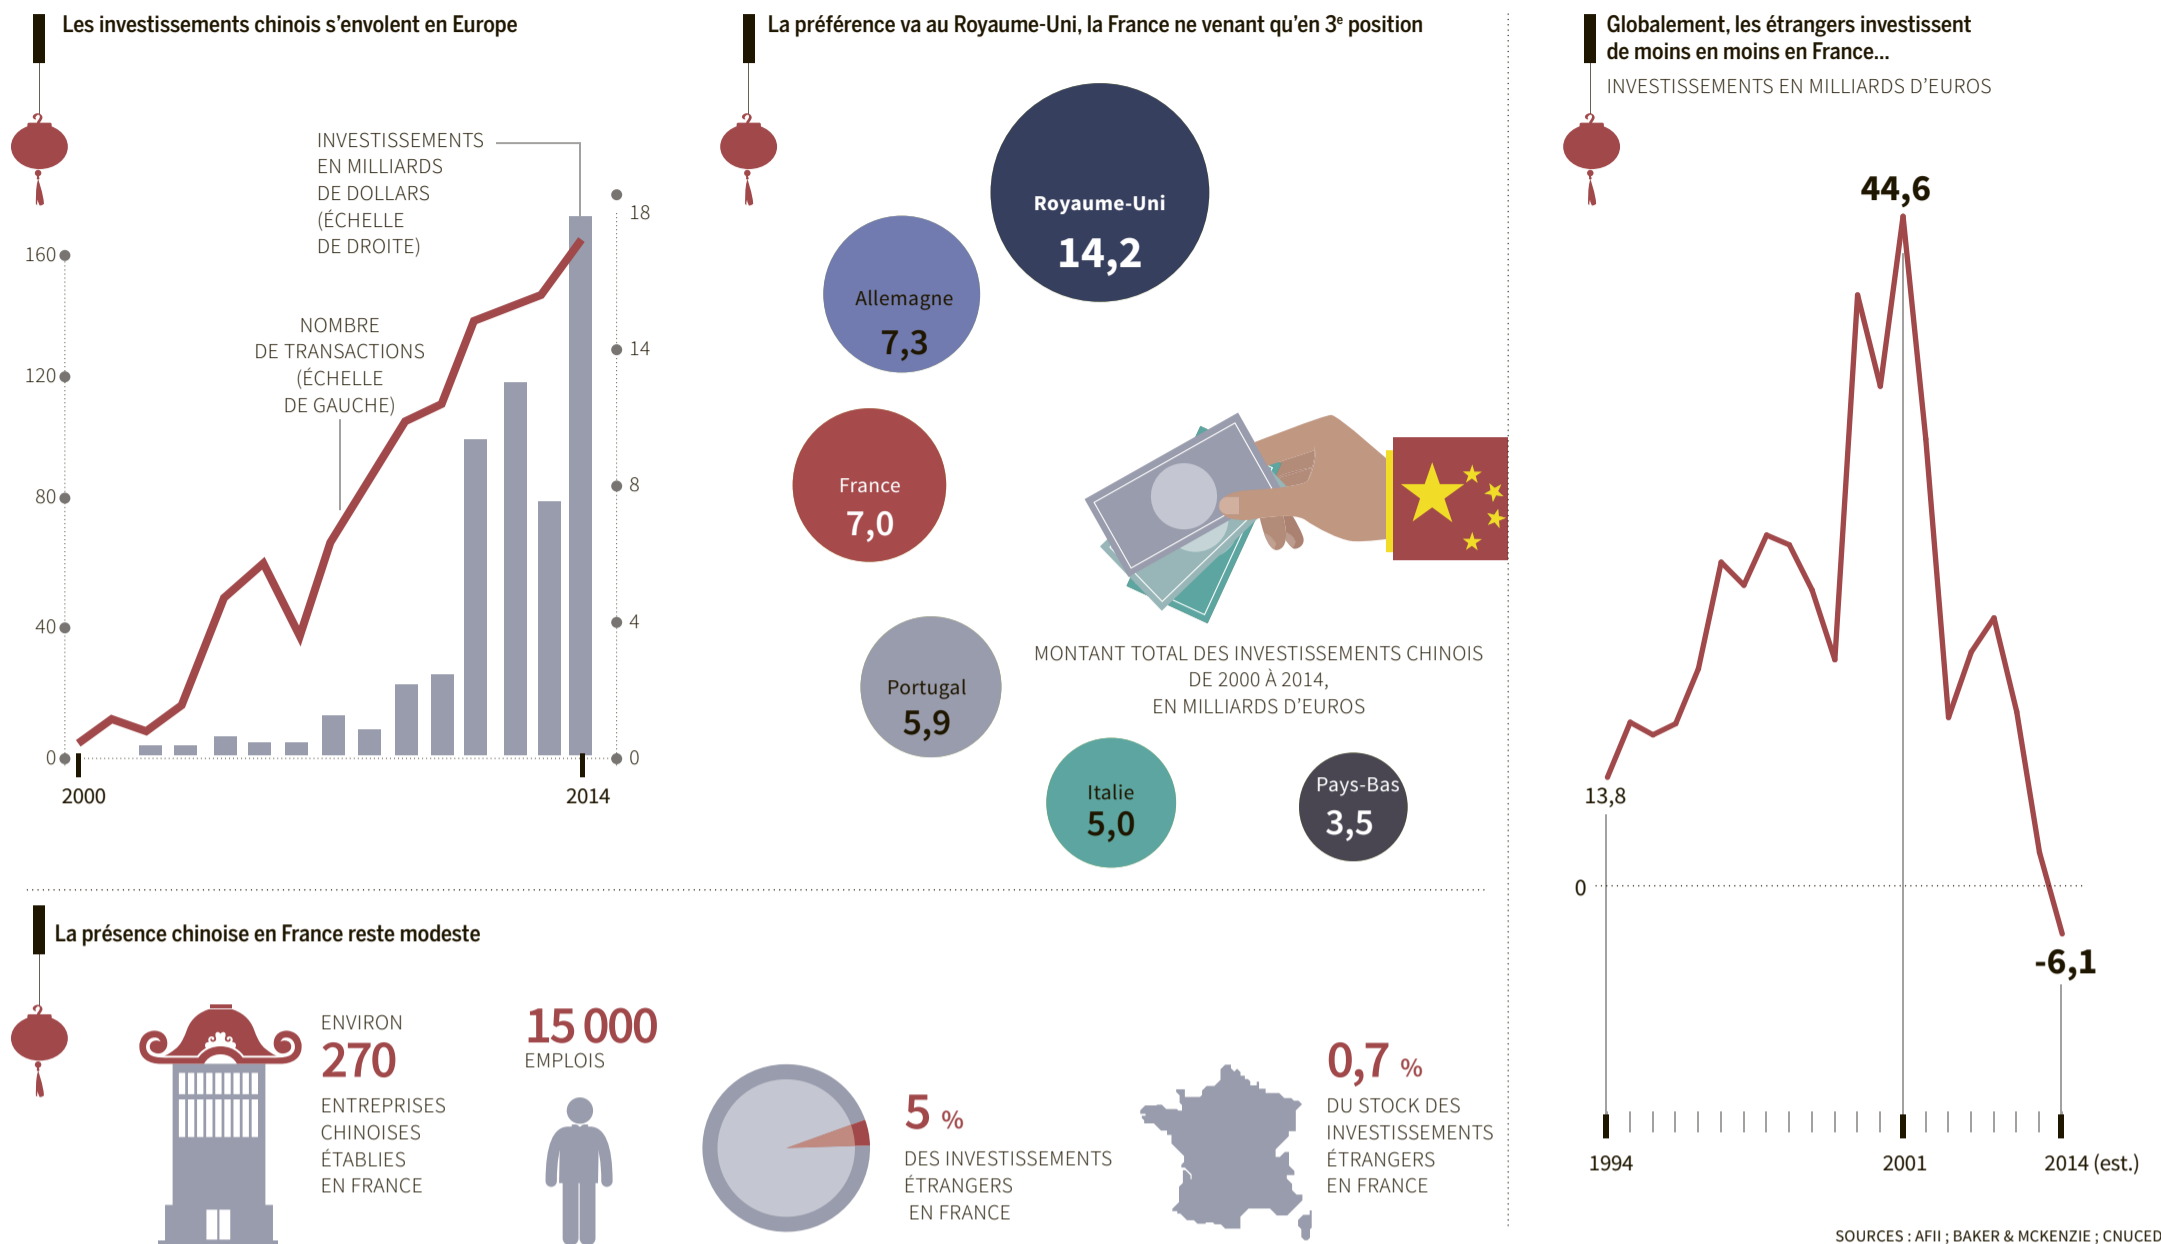 Les investissements chinois s'envolent en Europe
INVESTISSEMENTS
EN MILLIARDS
DE DOLLARS
(ÉCHELLE
DE DROITE)
NOMBRE
DE TRANSACTIONS
(ÉCHELLE
DE GAUCHE)
160
120
80
40
0
18
14
8
4
0
2000
2014
La préférence va au Royaume-Uni, la France ne venant qu'en 3e position
Royaume-Uni
14,2
Allemagne
7,3
France
7,0
Portugal
5,9
Italie
5,0
Pays-Bas
3,5
MONTANT TOTAL DES INVESTISSEMENTS CHINOIS
DE 2000 À 2014,
EN MILLIARDS D'EUROS
Globalement, les étrangers investissent
de moins en moins en France...
INVESTISSEMENTS EN MILLIARDS D'EUROS
44,6
13,8
0
-6,1
1994
2001
2014 (est.)
La présence chinoise en France reste modeste
ENVIRON
270
ENTREPRISES
CHINOISES
ÉTABLIES
EN FRANCE
15 000
EMPLOIS
5 %
DES INVESTISSEMENTS
ÉTRANGERS
EN FRANCE
0,7 %
DU STOCK DES
INVESTISSEMENTS
ÉTRANGERS
EN FRANCE
SOURCES : AFII ; BAKER & MCKENZIE ; CNUCED